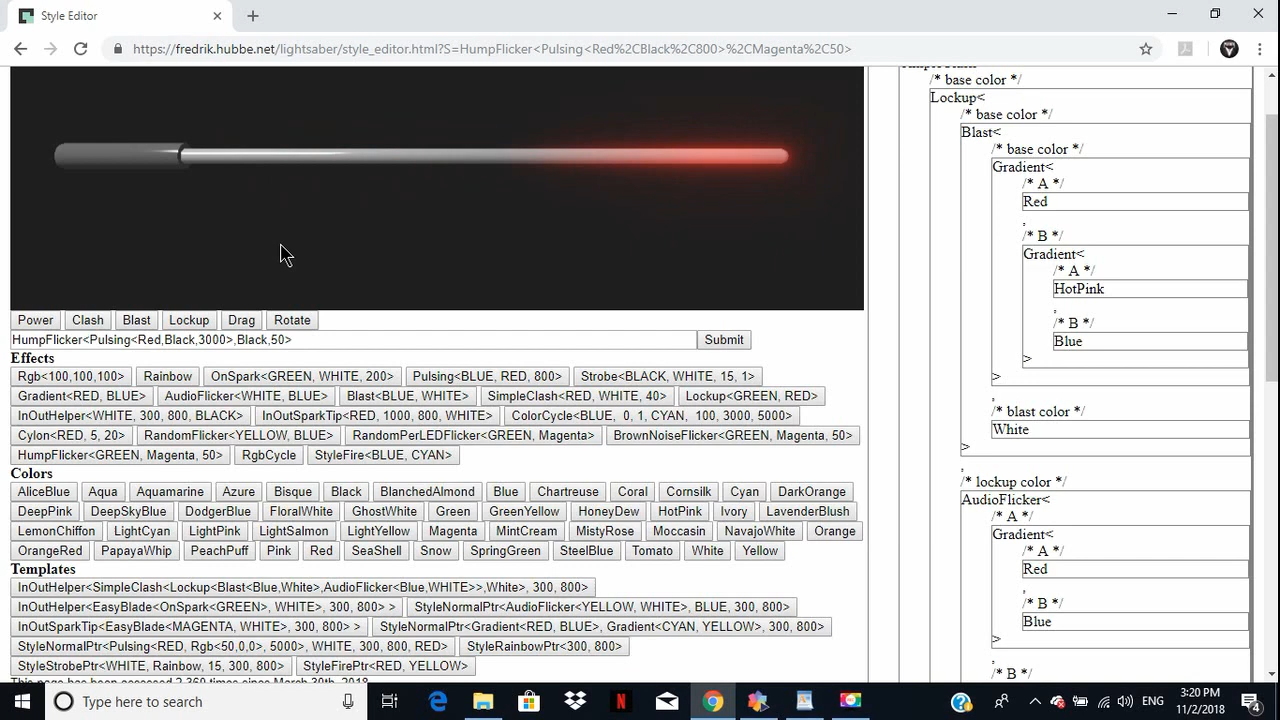 Style Editor
https://fredrik.hubbe.net/lightsaber/style_editor.html?S=HumpFlicker<Pulsing<Red%2CBlack%2C800>%2CMagenta%2C50>
Power Clash Blast Lockup Drag Rotate
HumpFlicker<Pulsing<Red,Black,3000>,Black,50> Submit
Effects
Rgb<100,100,100> Rainbow OnSpark<GREEN, WHITE, 200> Pulsing<BLUE, RED, 800> Strobe<BLACK, WHITE, 15, 1>
Gradient<RED, BLUE> AudioFlicker<WHITE, BLUE> Blast<BLUE, WHITE> SimpleClash<RED, WHITE, 40> Lockup<GREEN, RED>
InOutHelper<WHITE, 300, 800, BLACK> InOutSparkTip<RED, 1000, 800, WHITE> ColorCycle<BLUE, 0, 1, CYAN, 100, 3000, 5000>
Cylon<RED, 5, 20> RandomFlicker<YELLOW, BLUE> RandomPerLEDFlicker<GREEN, Magenta> BrownNoiseFlicker<GREEN, Magenta, 50>
HumpFlicker<GREEN, Magenta, 50> RgbCycle StyleFire<BLUE, CYAN>
Colors
AliceBlue Aqua Aquamarine Azure Bisque Black BlanchedAlmond Blue Chartreuse Coral Cornsilk Cyan DarkOrange
DeepPink DeepSkyBlue DodgerBlue FloralWhite GhostWhite Green GreenYellow HoneyDew HotPink Ivory LavenderBlush
LemonChiffon LightCyan LightPink LightSalmon LightYellow Magenta MintCream MistyRose Moccasin NavajoWhite Orange
OrangeRed PapayaWhip PeachPuff Pink Red SeaShell Snow SpringGreen SteelBlue Tomato White Yellow
Templates
InOutHelper<SimpleClash<Lockup<Blast<Blue,White>,AudioFlicker<Blue,WHITE>>,White>, 300, 800>
InOutHelper<EasyBlade<OnSpark<GREEN>, WHITE>, 300, 800> > StyleNormalPtr<AudioFlicker<YELLOW, WHITE>, BLUE, 300, 800>
InOutSparkTip<EasyBlade<MAGENTA, WHITE>, 300, 800> > StyleNormalPtr<Gradient<RED, BLUE>, Gradient<CYAN, YELLOW>, 300, 800>
StyleNormalPtr<Pulsing<RED, Rgb<50,0,0>, 5000>, WHITE, 300, 800, RED> StyleRainbowPtr<300, 800>
StyleStrobePtr<WHITE, Rainbow, 15, 300, 800> StyleFirePtr<RED, YELLOW>
This page has been accessed 2,360 times since March 30th, 2018
/* base color */
Lockup<
/* base color */
Blast<
/* base color */
Gradient<
/* A */
Red
,
/* B */
Gradient<
/* A */
HotPink
,
/* B */
Blue
>
>
,
/* blast color */
White
>
,
/* lockup color */
AudioFlicker<
/* A */
Gradient<
/* A */
Red
,
/* B */
Blue
>
,
/* B */
Type here to search
ENG
3:20 PM
11/2/2018
4